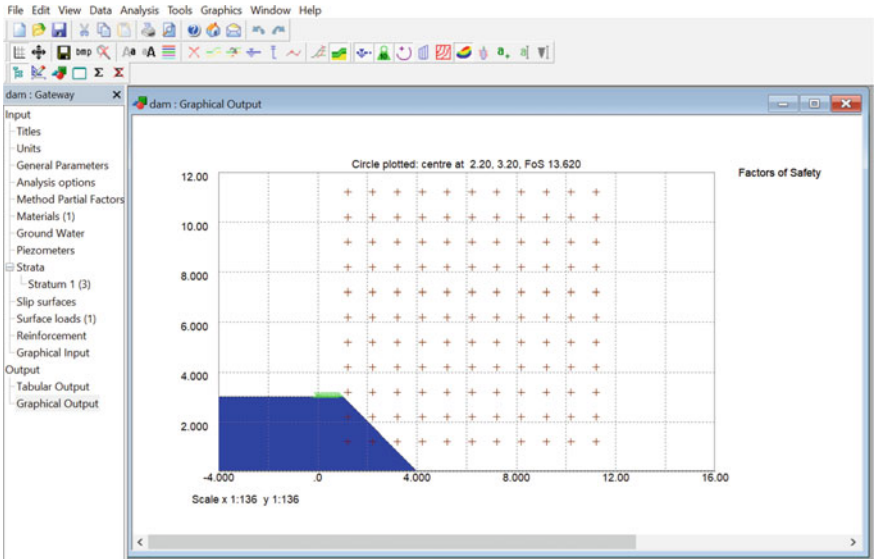 File Edit View Data Analysis Tools Graphics Window Help
bmp
Aa
aA
a
a
Σ
Σ
dam : Gateway
dam : Graphical Output
Input
Titles
Units
General Parameters
Analysis options
Method Partial Factors
Materials (1)
Ground Water
Piezometers
Strata
Stratum 1 (3)
Slip surfaces
Surface loads (1)
Reinforcement
Graphical Input
Output
Tabular Output
Graphical Output
Circle plotted: centre at 2.20, 3.20, FoS 13.620
Factors of Safety
12.00
10.00
8.000
6.000
4.000
2.000
-4.000 .0 4.000 8.000 12.00 16.00
Scale x 1:136 y 1:136